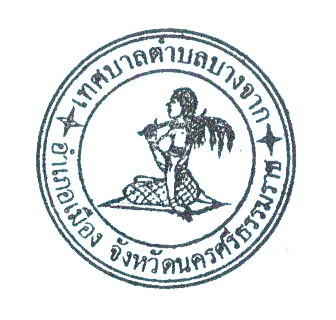 เทศบาลตำบลบางจาก
อำเภอเมือง จังหวัดนครศรีธรรมราช